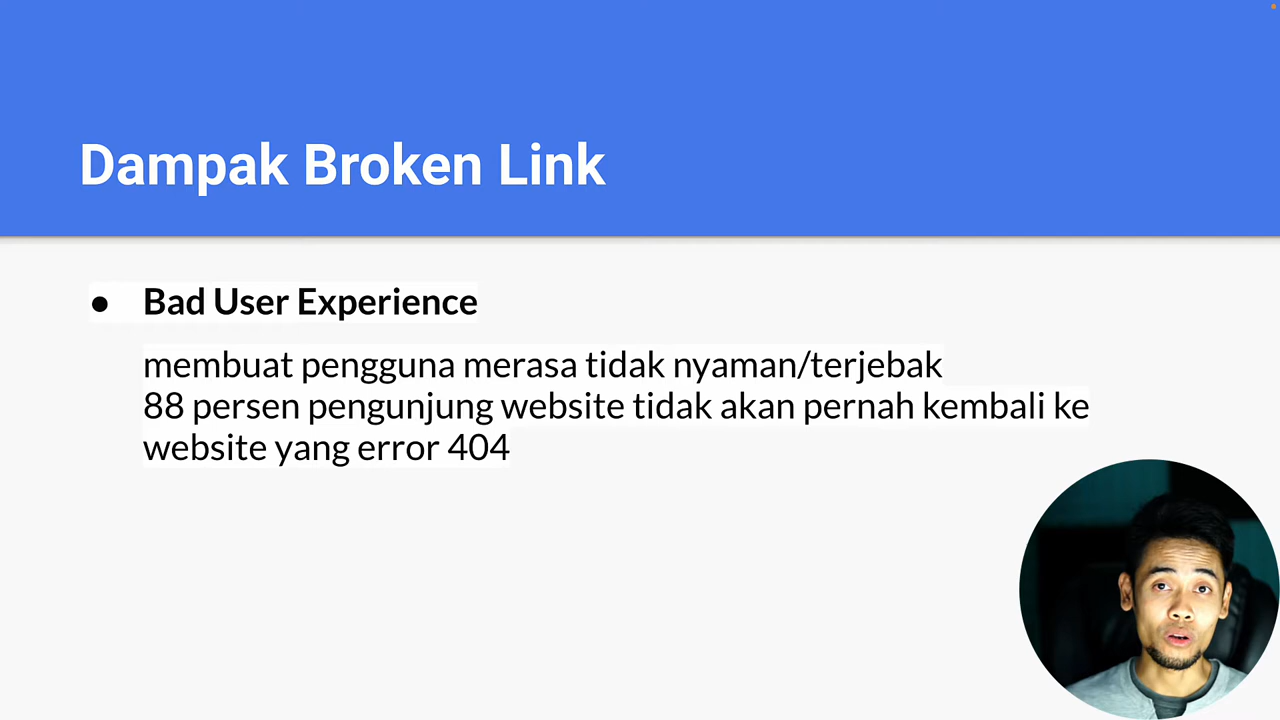 Dampak Broken Link
● Bad User Experience
membuat pengguna merasa tidak nyaman/terjebak
88 persen pengunjung website tidak akan pernah kembali ke
website yang error 404